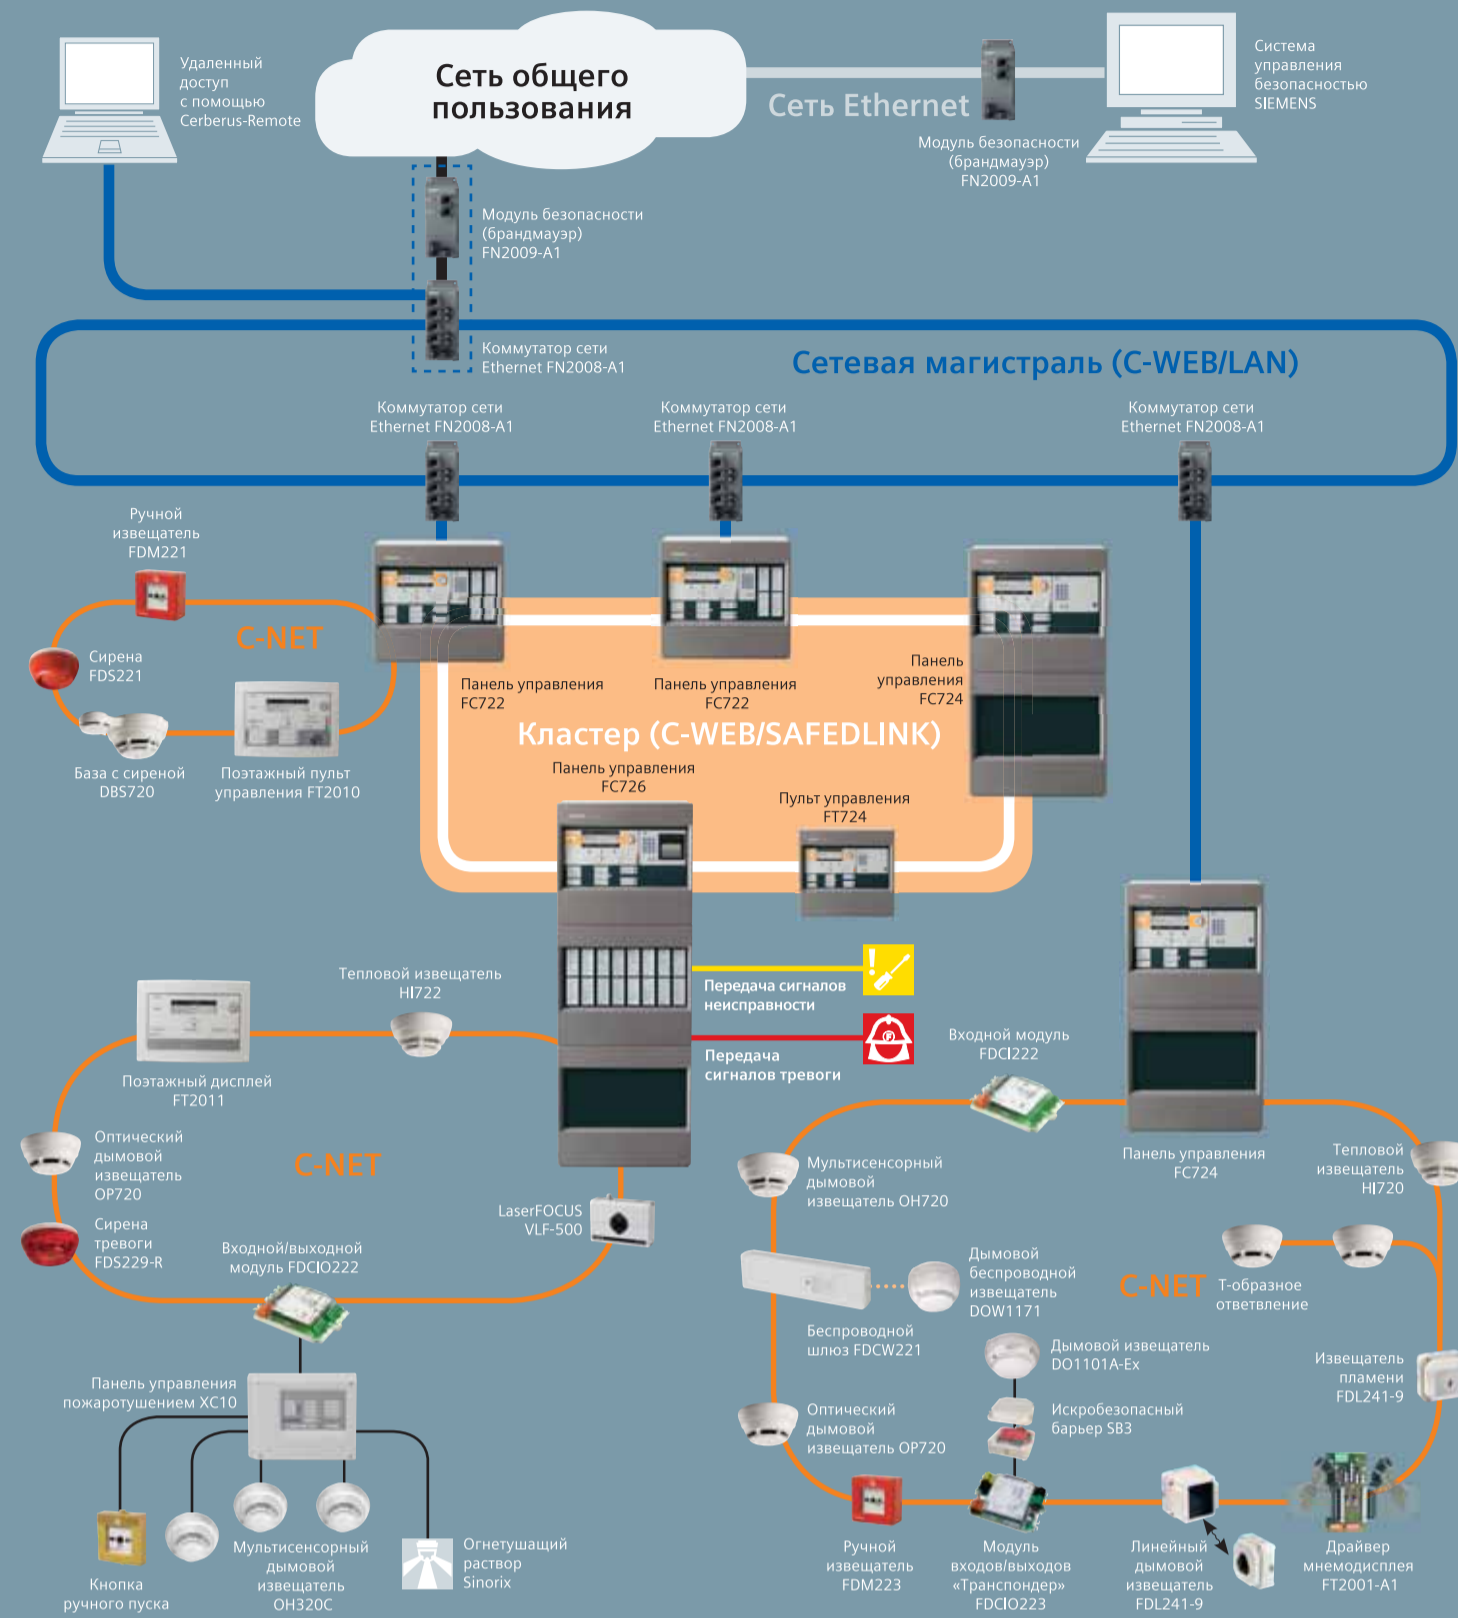 Удаленный
доступ
с помощью
Cerberus-Remote
Сеть общего
пользования
Сеть Ethernet
Модуль безопасности
(брандмауэр)
FN2009-A1
Система
управления
безопасностью
SIEMENS
Модуль безопасности
(брандмауэр)
FN2009-A1
Коммутатор сети
Ethernet FN2008-A1
Сетевая магистраль (C-WEB/LAN)
Коммутатор сети
Ethernet FN2008-A1
Коммутатор сети
Ethernet FN2008-A1
Коммутатор сети
Ethernet FN2008-A1
Ручной
извещатель
FDM221
C-NET
Сирена
FDS221
База с сиреной
DBS720
Поэтажный пульт
управления FT2010
Панель управления
FC722
Панель управления
FC722
Панель
управления
FC724
Кластер (C-WEB/SAFEDLINK)
Панель управления
FC726
Пульт управления
FT724
Передача сигналов
неисправности
Передача
сигналов тревоги
Тепловой извещатель
HI722
Поэтажный дисплей
FT2011
Оптический
дымовой
извещатель
OP720
C-NET
Сирена
тревоги
FDS229-R
Входной/выходной
модуль FDCIO222
LaserFOCUS
VLF-500
Панель управления
пожаротушением XC10
Кнопка
ручного пуска
Мультисенсорный
дымовой
извещатель
OH320C
Огнетушащий
раствор
Sinorix
Входной модуль
FDCI222
Панель управления
FC724
Тепловой
извещатель
HI720
Мультисенсорный
дымовой
извещатель OH720
Дымовой
беспроводной
извещатель
DOW1171
Беспроводной
шлюз FDCW221
C-NET
Т-образное
ответвление
Дымовой извещатель
DO1101A-Ex
Искробезопасный
барьер SB3
Извещатель
пламени
FDL241-9
Оптический
дымовой
извещатель OP720
Ручной
извещатель
FDM223
Модуль
входов/выходов
«Транспондер»
FDCIO223
Линейный
дымовой
извещатель
FDL241-9
Драйвер
мнемодисплея
FT2001-A1